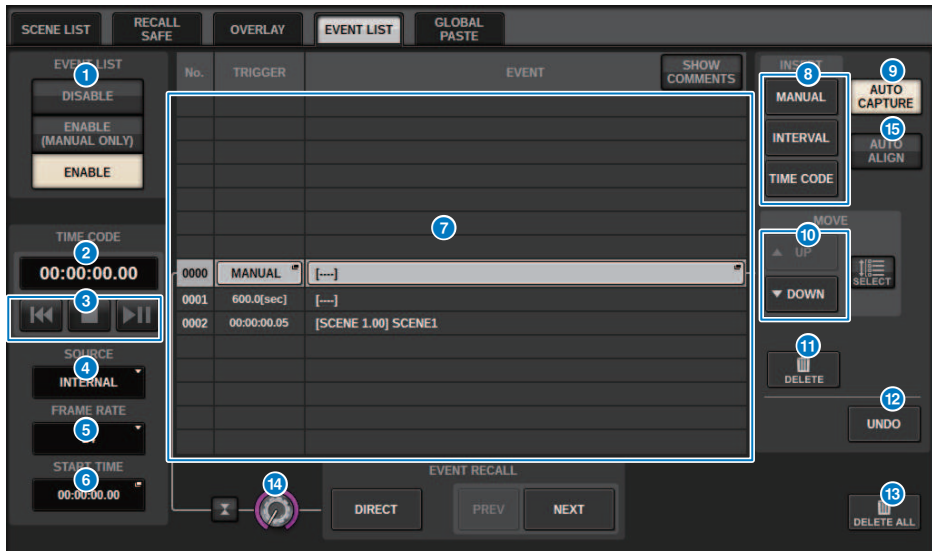 SCENE LIST
RECALL
SAFE
OVERLAY
EVENT LIST
GLOBAL
PASTE
EVENT LIST
1
DISABLE
ENABLE
(MANUAL ONLY)
ENABLE
TIME CODE
2
00:00:00.00
3
SOURCE
4
INTERNAL
FRAME RATE
5
START TIME
6
00:00:00.00
No.
TRIGGER
EVENT
SHOW
COMMENTS
7
0000
MANUAL
[----]
0001
600.0[sec]
[----]
0002
00:00:00.05
[SCENE 1.00] SCENE1
14
EVENT RECALL
DIRECT
PREV
NEXT
8
MANUAL
INTERVAL
TIME CODE
9
AUTO
CAPTURE
15
AUTO
ALIGN
MOVE
10
UP
DOWN
SELECT
11
DELETE
12
UNDO
13
DELETE ALL